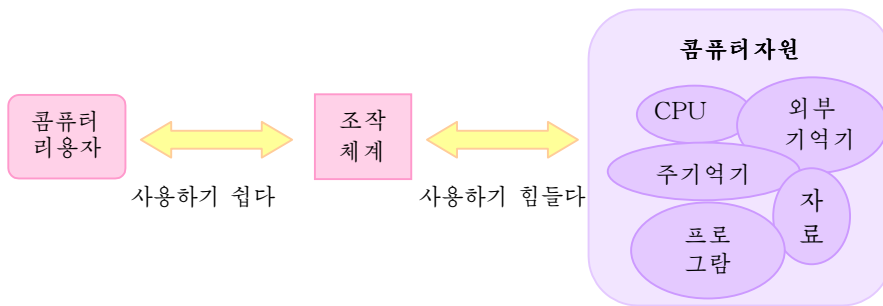 콤퓨터
리용자
사용하기 쉽다
조작
체계
사용하기 힘들다
콤퓨터자원
CPU
외부
기억기
주기억기
자
료
프로
그람